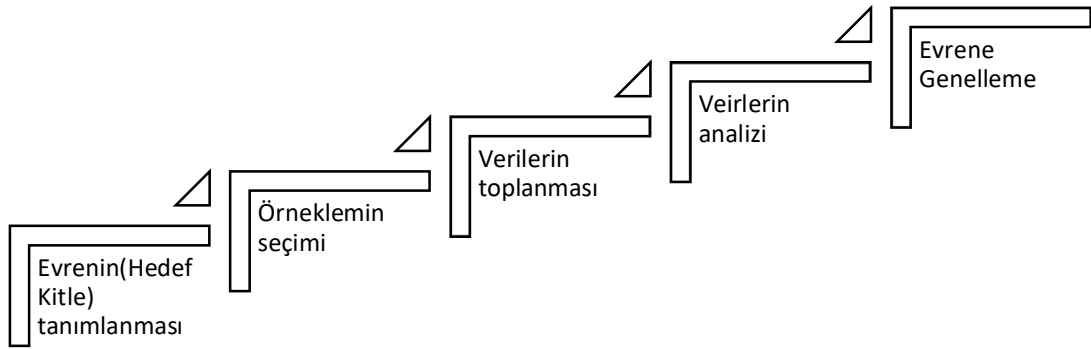 Evrenin(Hedef
Kitle)
tanımlanması
Örneklemin
seçimi
Verilerin
toplanması
Veirlerin
analizi
Evrene
Genelleme